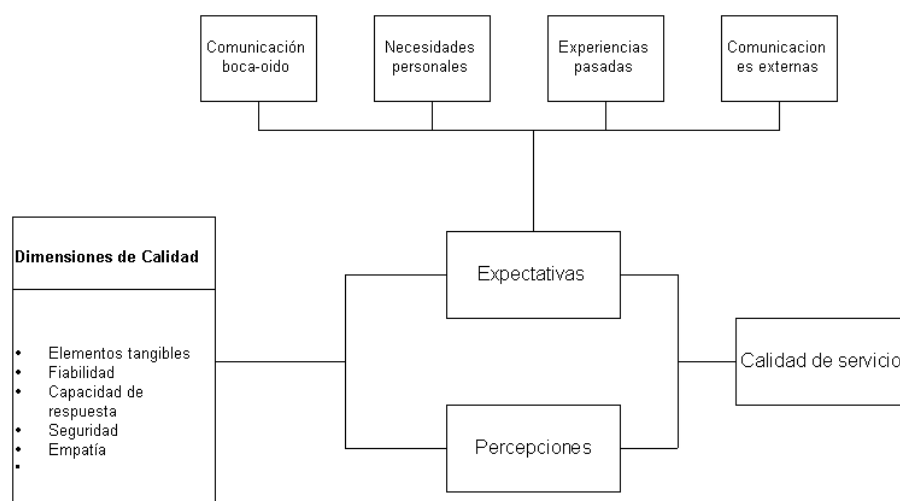 Comunicación
boca-oido
Necesidades
personales
Experiencias
pasadas
Comunicacion
es externas
Dimensiones de Calidad
• Elementos tangibles
• Fiabilidad
• Capacidad de
respuesta
• Seguridad
• Empatía
•
Expectativas
Percepciones
Calidad de servicio